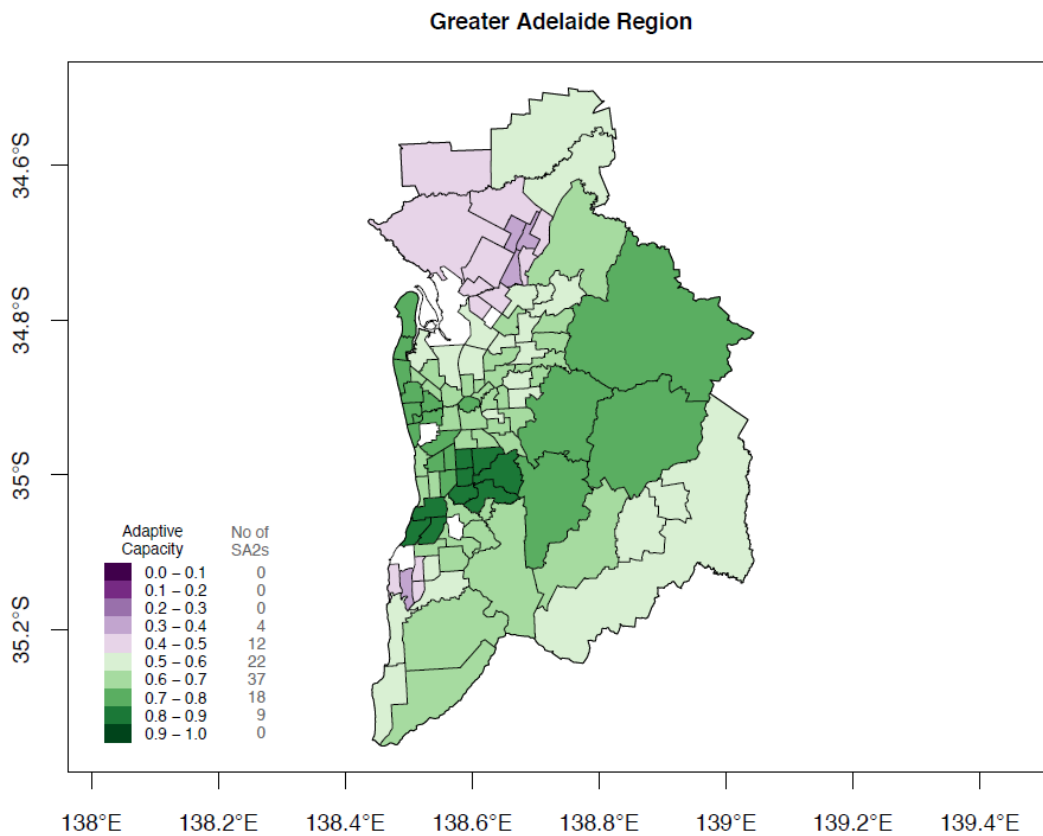 Greater Adelaide Region
34.6°S
34.8°S
35°S
35.2°S
Adaptive Capacity No of SA2s
0.0 – 0.1 0
0.1 – 0.2 0
0.2 – 0.3 0
0.3 – 0.4 4
0.4 – 0.5 12
0.5 – 0.6 22
0.6 – 0.7 37
0.7 – 0.8 18
0.8 – 0.9 9
0.9 – 1.0 0
138°E 138.2°E 138.4°E 138.6°E 138.8°E 139°E 139.2°E 139.4°E